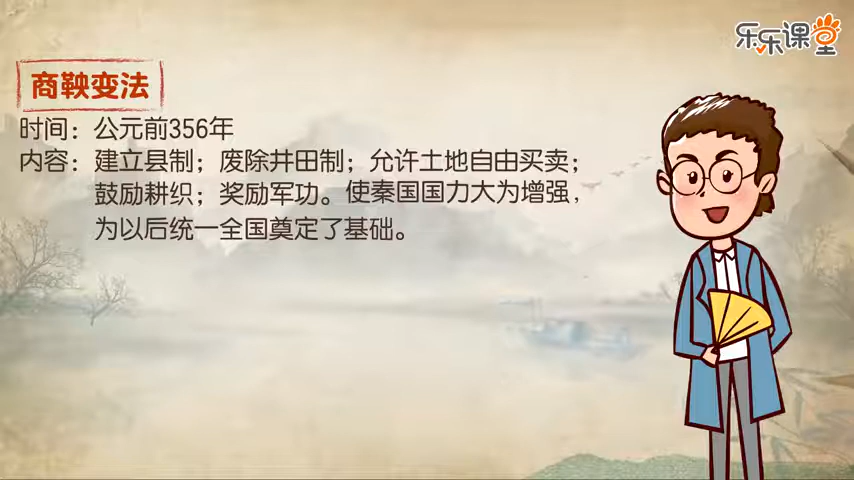 乐乐课堂
商鞅变法
时间：公元前356年
内容：建立县制；废除井田制；允许土地自由买卖；
鼓励耕织；奖励军功。使秦国国力大为增强，
为以后统一全国奠定了基础。